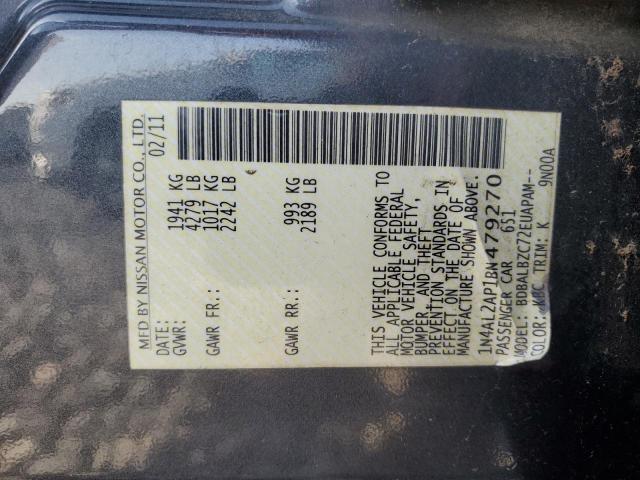 MFD BY NISSAN MOTOR CO., LTD.
DATE: 02/11
GVWR: 1941 KG
4279 LB
GAWR FR: 1017 KG
2242 LB
GAWR RR: 993 KG
2189 LB
THIS VEHICLE CONFORMS TO
ALL APPLICABLE FEDERAL
MOTOR VEHICLE SAFETY,
BUMPER, AND THEFT
PREVENTION STANDARDS IN
EFFECT ON THE DATE OF
MANUFACTURE SHOWN ABOVE.
1N4AL2AP1BN479270
PASSENGER CAR 651
MODEL: BDBALBZC72EUAPAM--
COLOR: TRIM: K 9N00A